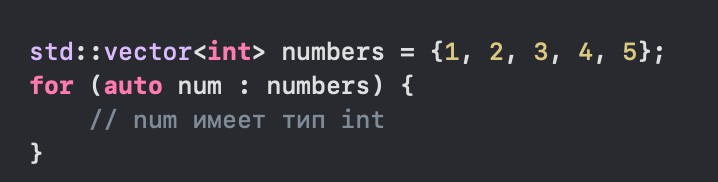 std::vector<int> numbers = {1, 2, 3, 4, 5};
for (auto num : numbers) {
    // num имеет тип int
}